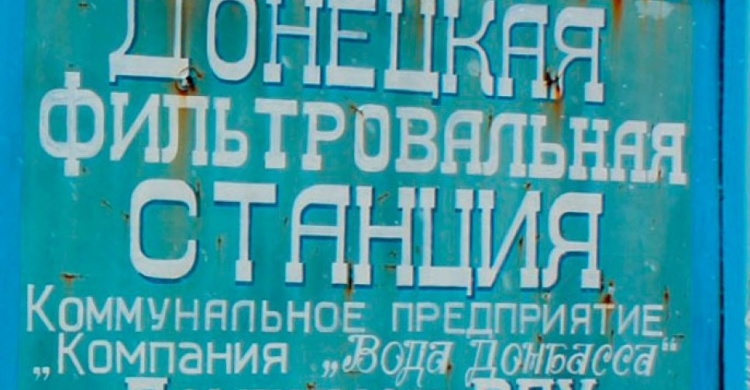 ДОНЕЦКАЯ
ФИЛЬТРОВАЛЬНАЯ
СТАНЦИЯ
КОММУНАЛЬНОЕ ПРЕДПРИЯТИЕ
„Компания „Вода Донбасса“